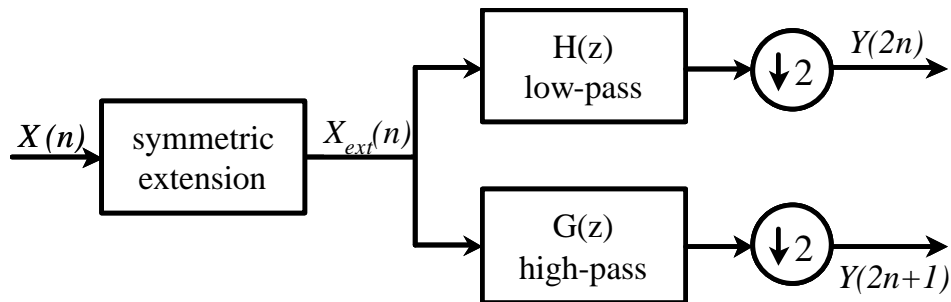 X(n)
symmetric
extension
X_ext(n)
H(z)
low-pass
↓2
Y(2n)
G(z)
high-pass
↓2
Y(2n+1)